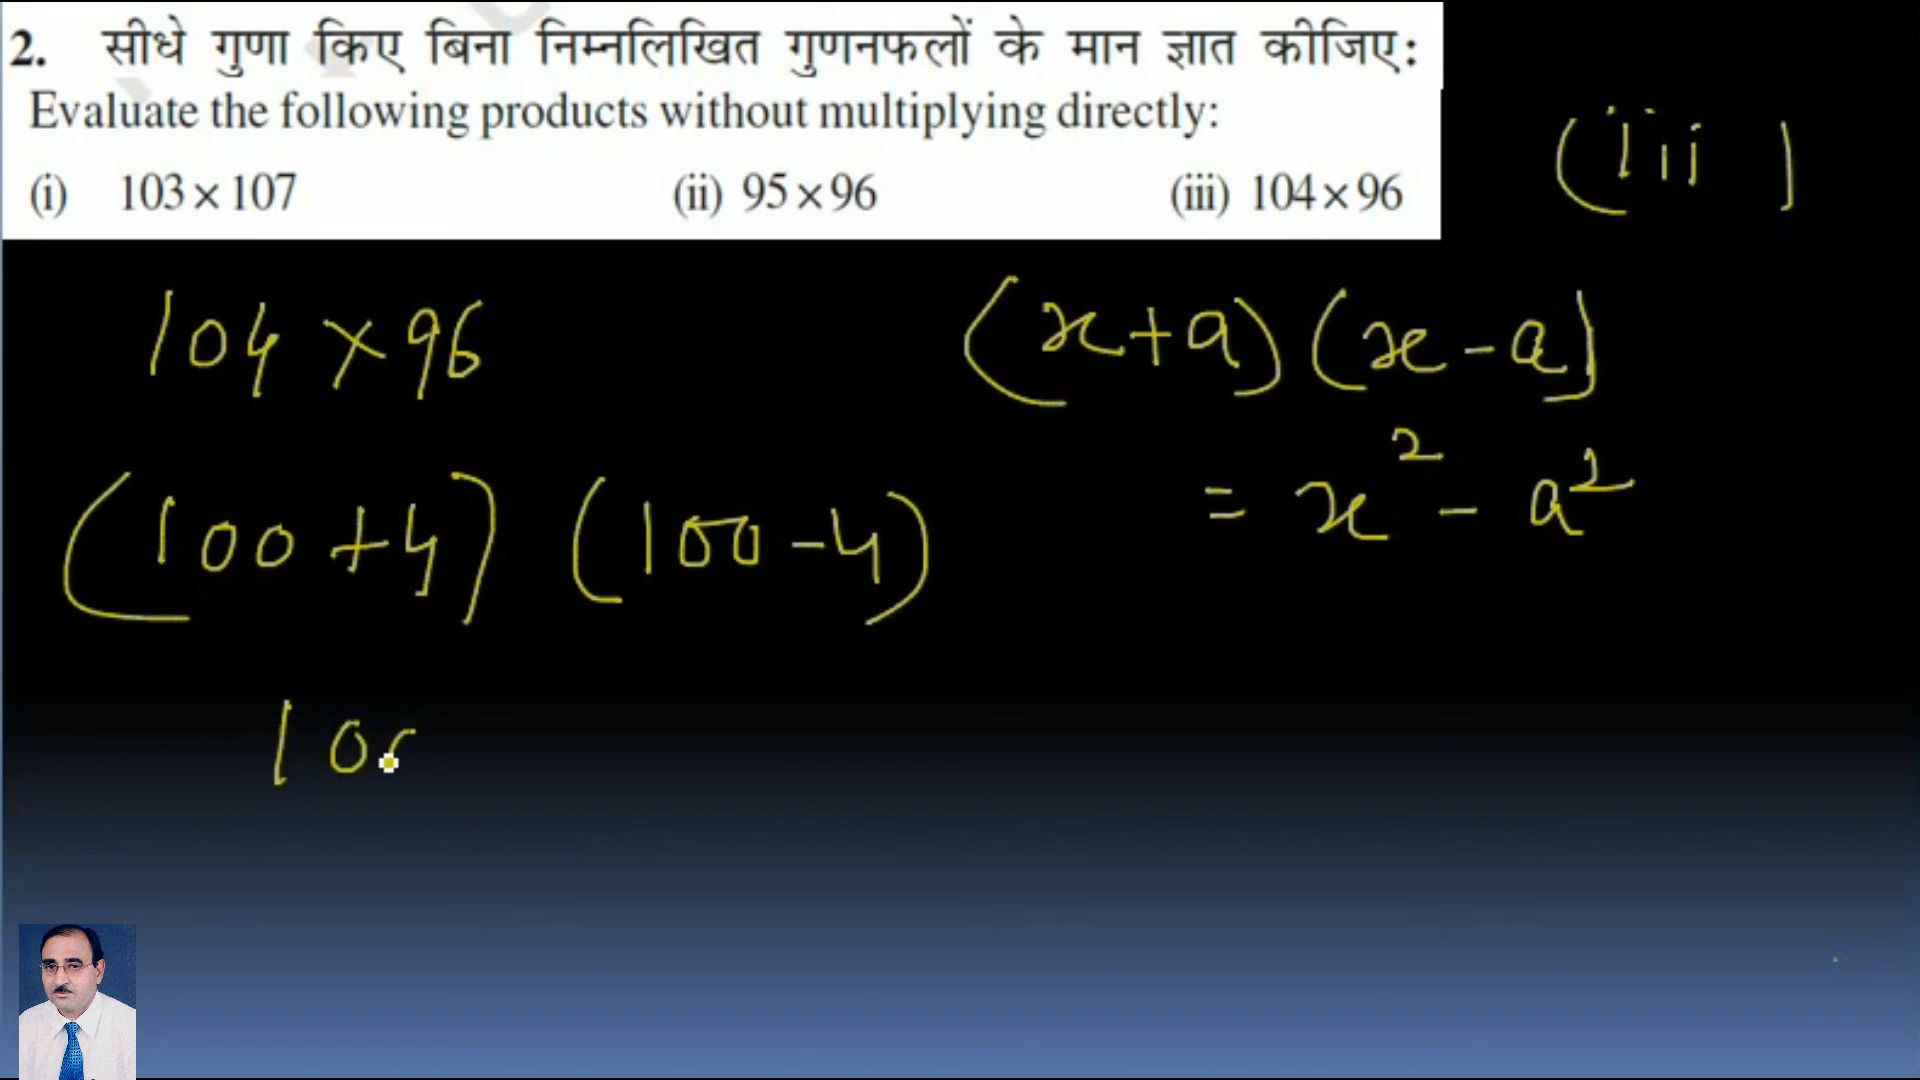 2. सीधे गुणा किए बिना निम्नलिखित गुणनफलों के मान ज्ञात कीजिए:
Evaluate the following products without multiplying directly:
(i) 103 × 107 (ii) 95 × 96 (iii) 104 × 96
(iii)
104 × 96
(x+a)(x-a)
= x² - a²
(100+4) (100-4)
10